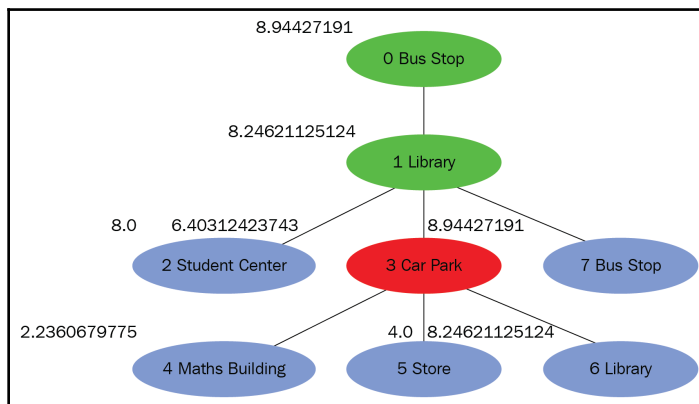 8.94427191
0 Bus Stop
8.24621125124
1 Library
8.0 6.40312423743 8.94427191
2 Student Center 3 Car Park 7 Bus Stop
2.2360679775 4.0 8.24621125124
4 Maths Building 5 Store 6 Library